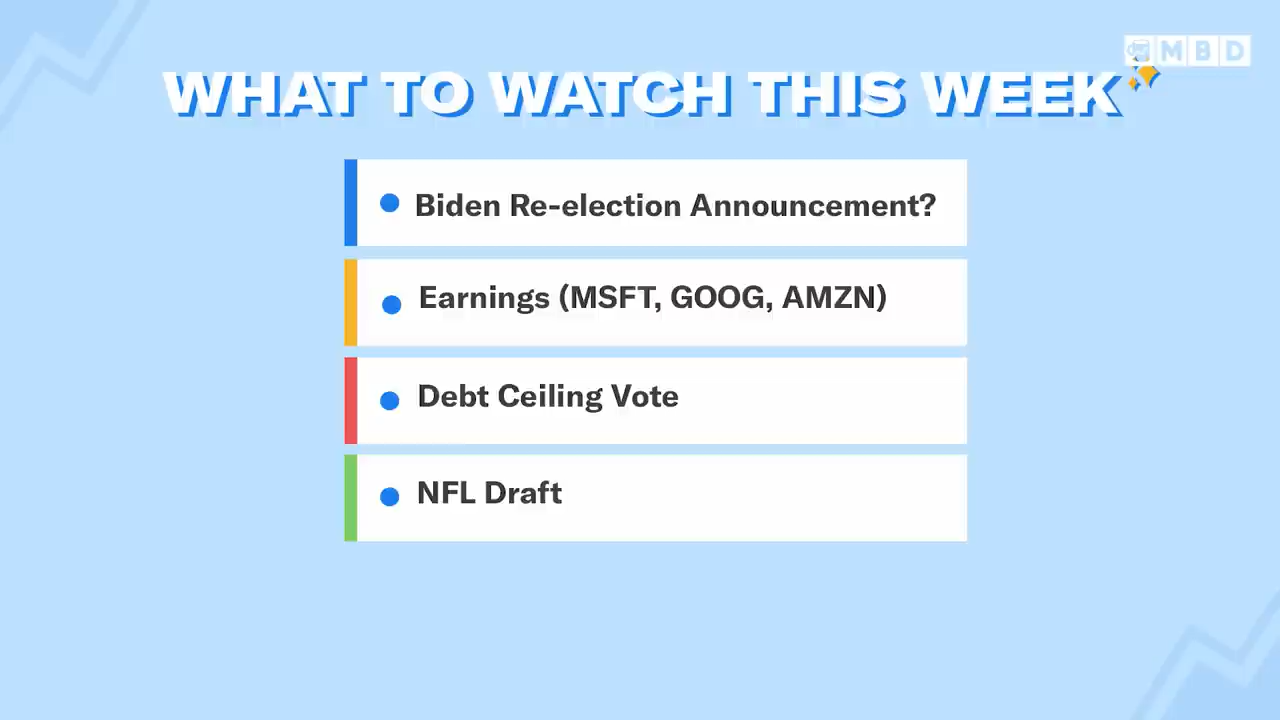 MBD
WHAT TO WATCH THIS WEEK
Biden Re-election Announcement?
Earnings (MSFT, GOOG, AMZN)
Debt Ceiling Vote
NFL Draft